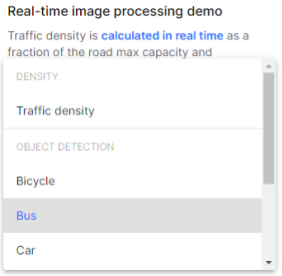 Real-time image processing demo
Traffic density is calculated in real time as a
fraction of the road max capacity and
DENSITY
Traffic density
OBJECT DETECTION
Bicycle
Bus
Car